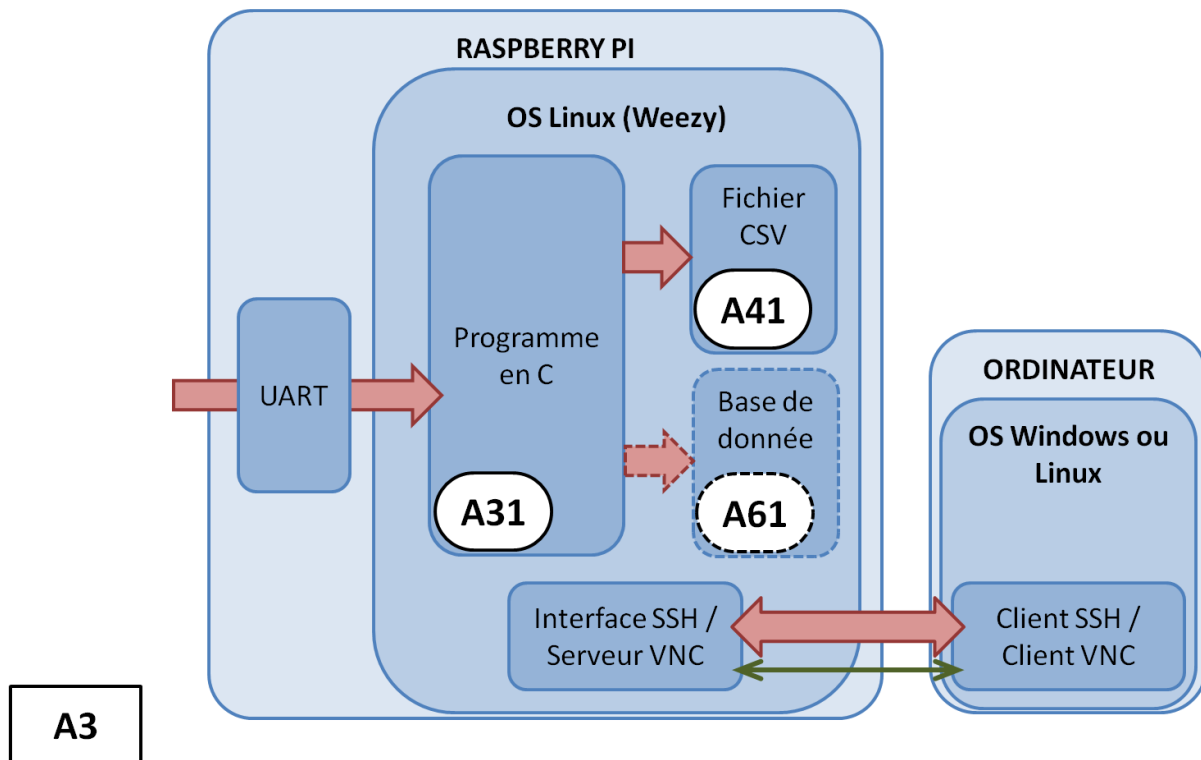 RASPBERRY PI
OS Linux (Weezy)
Fichier
CSV
A41
Programme
en C
UART
A31
Base de
donnée
A61
Interface SSH /
Serveur VNC
ORDINATEUR
OS Windows ou
Linux
Client SSH /
Client VNC
A3